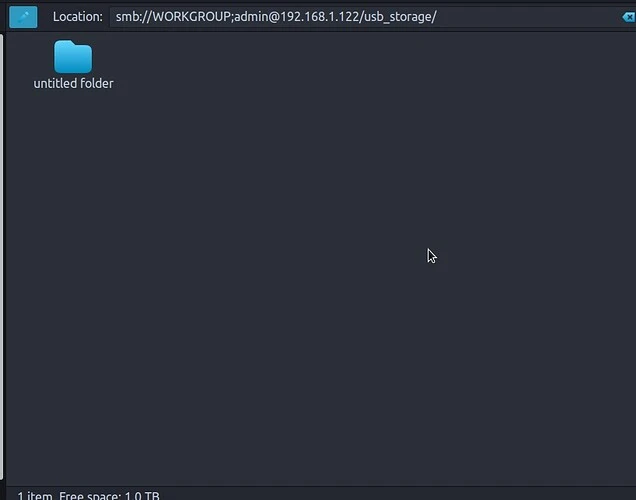 Location: smb://WORKGROUP;admin@192.168.1.122/usb_storage/
untitled folder
1 item, Free space: 1.0 TB